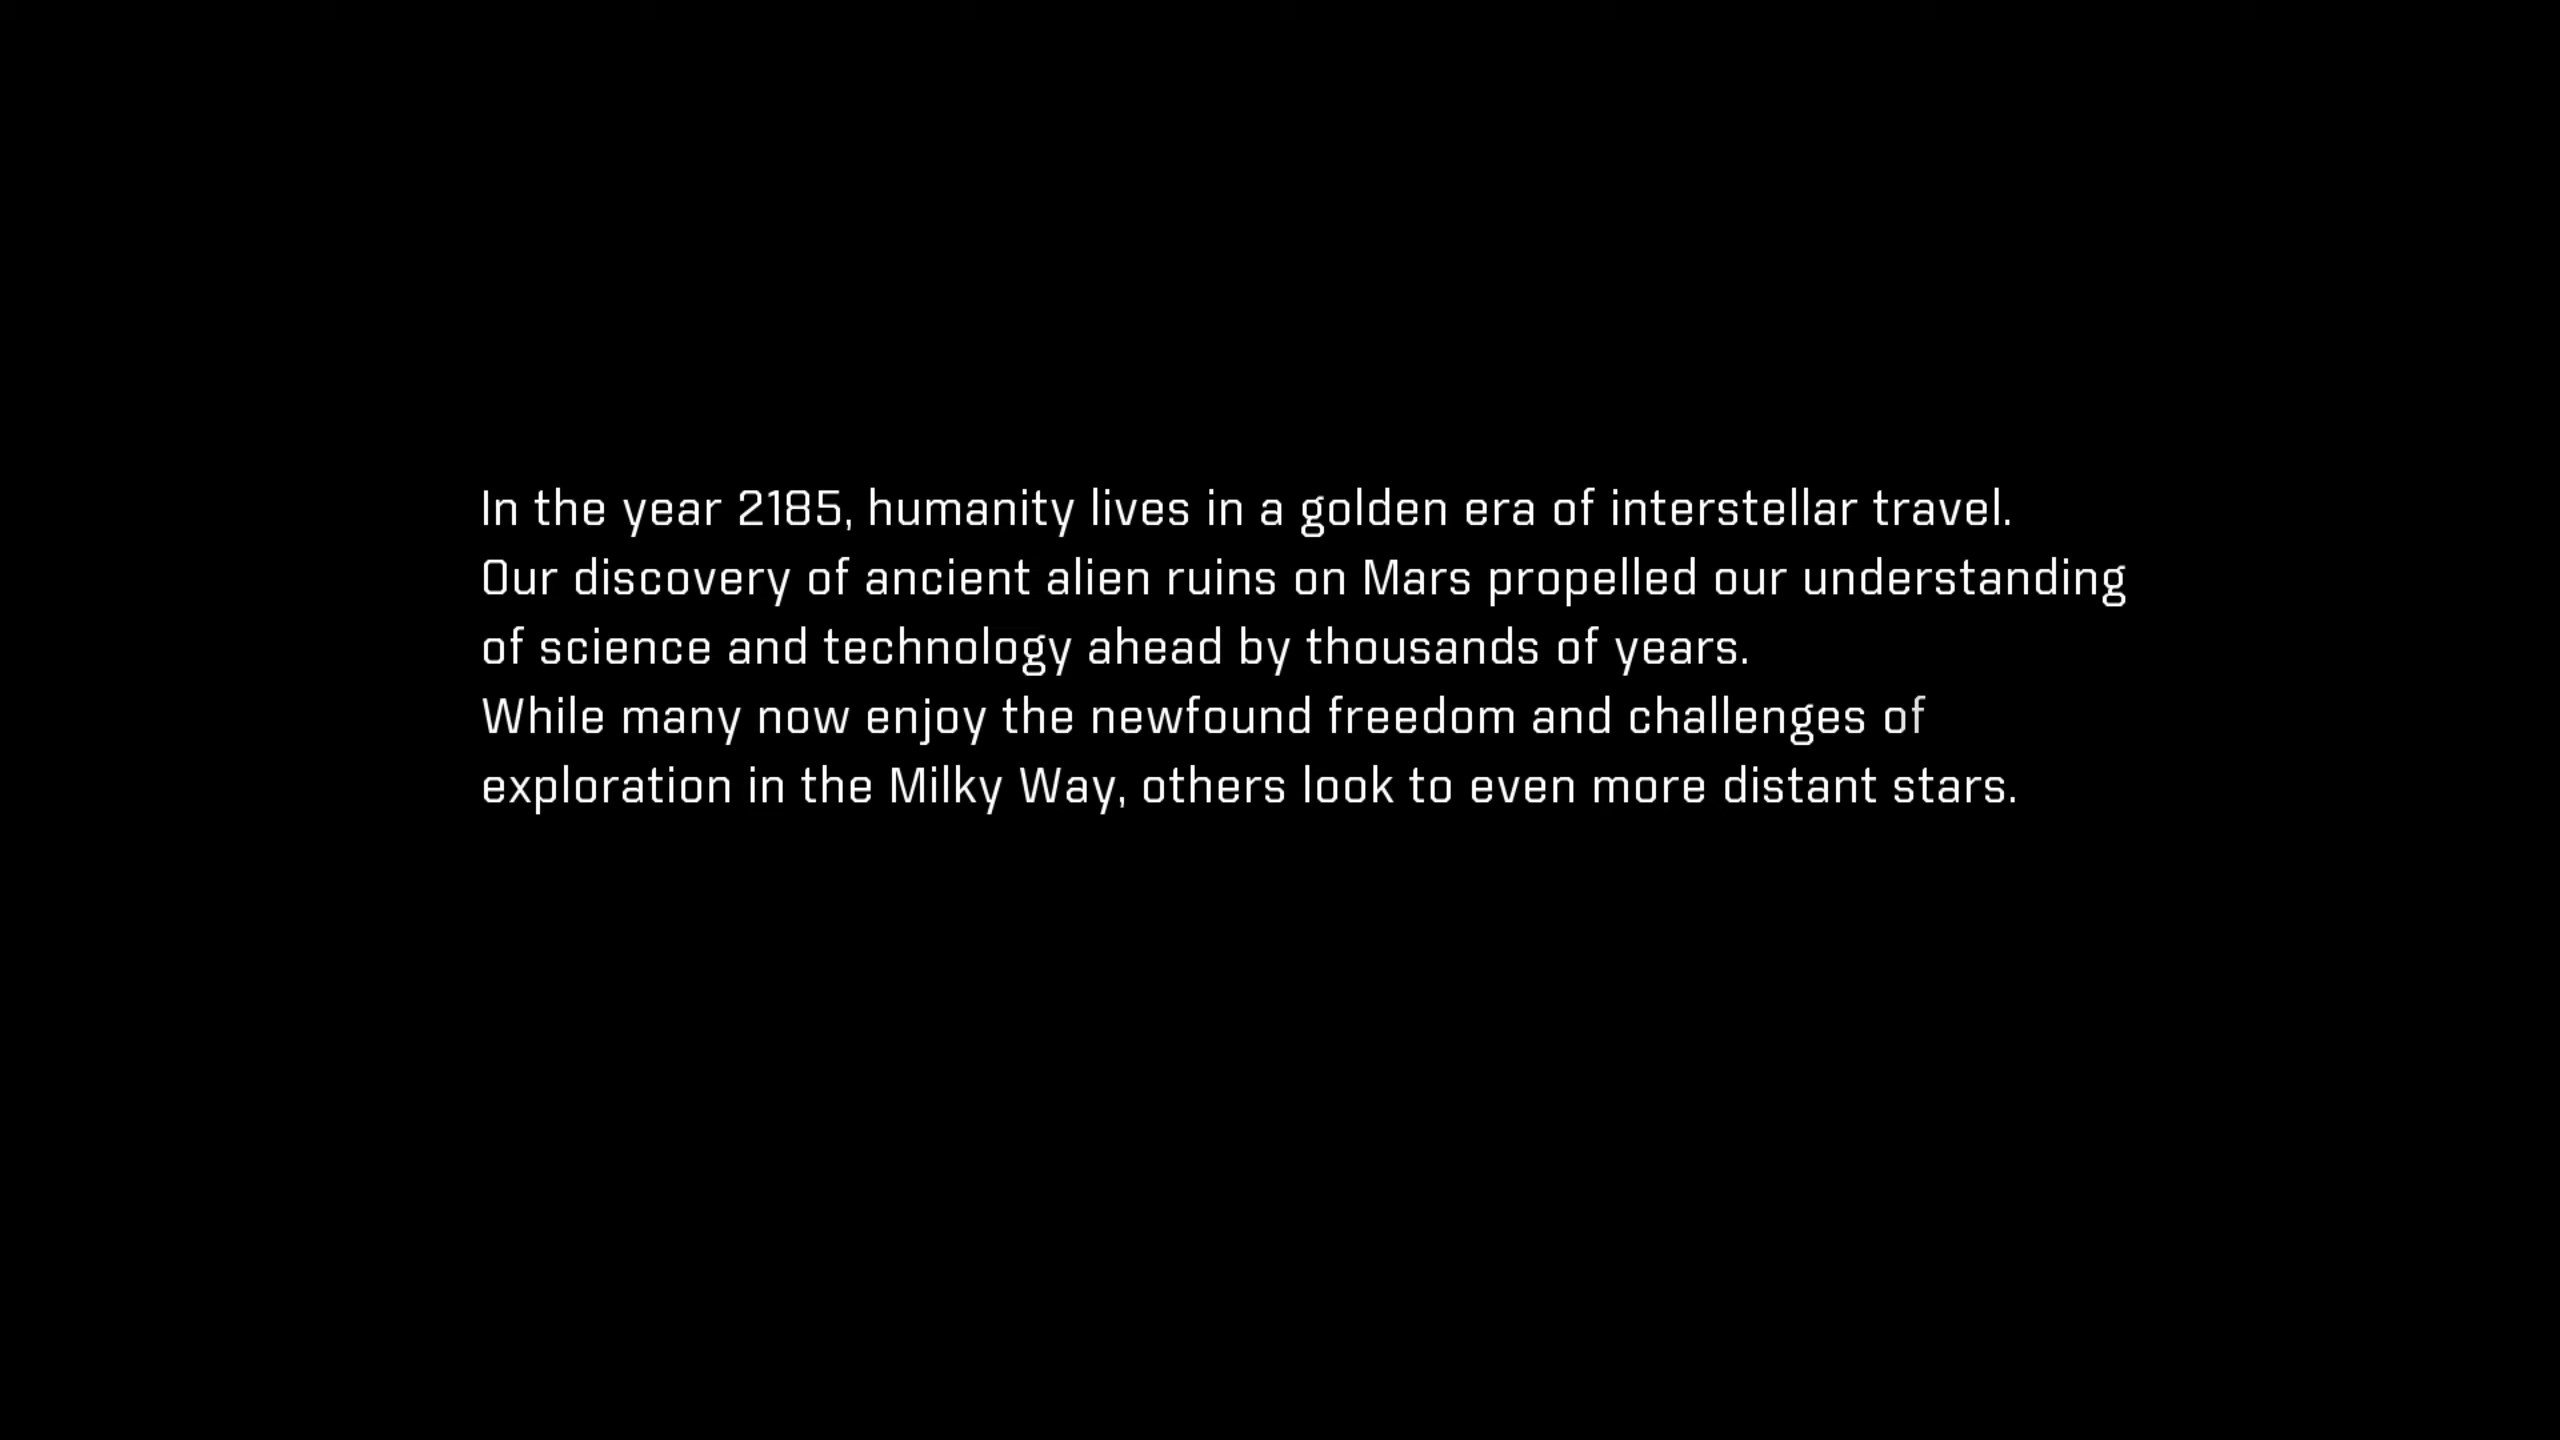 In the year 2185, humanity lives in a golden era of interstellar travel.
Our discovery of ancient alien ruins on Mars propelled our understanding
of science and technology ahead by thousands of years.
While many now enjoy the newfound freedom and challenges of
exploration in the Milky Way, others look to even more distant stars.